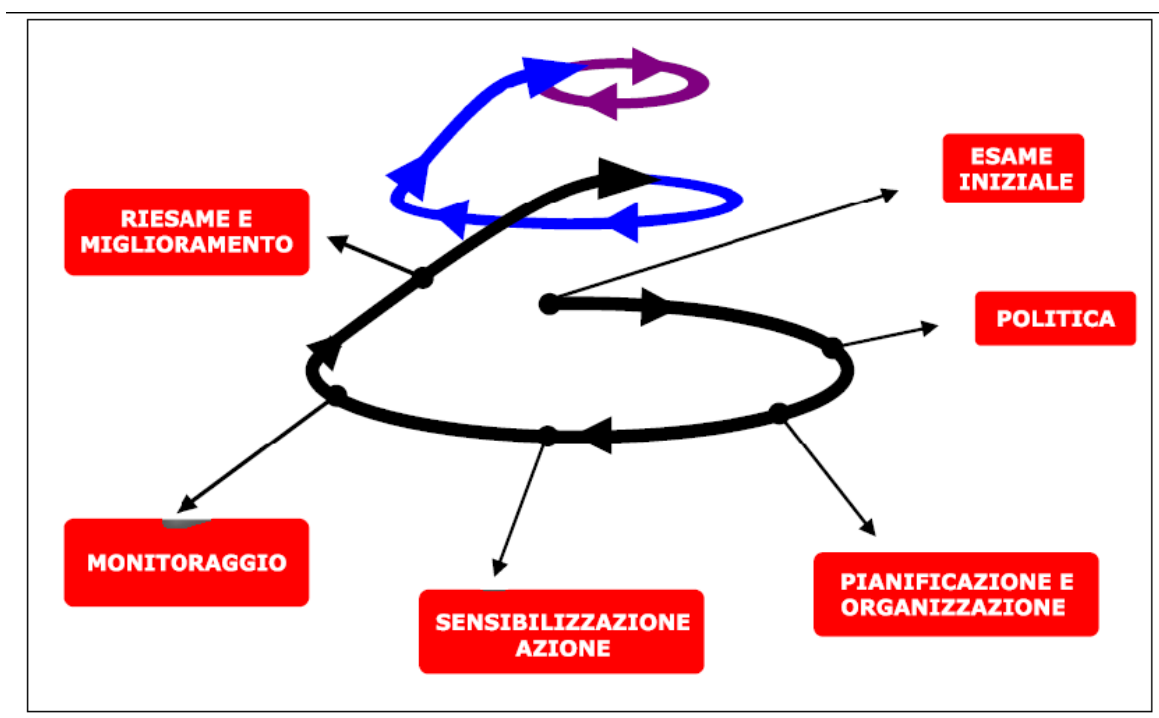 ESAME
INIZIALE
POLITICA
PIANIFICAZIONE E
ORGANIZZAZIONE
SENSIBILIZZAZIONE
AZIONE
MONITORAGGIO
RIESAME E
MIGLIORAMENTO